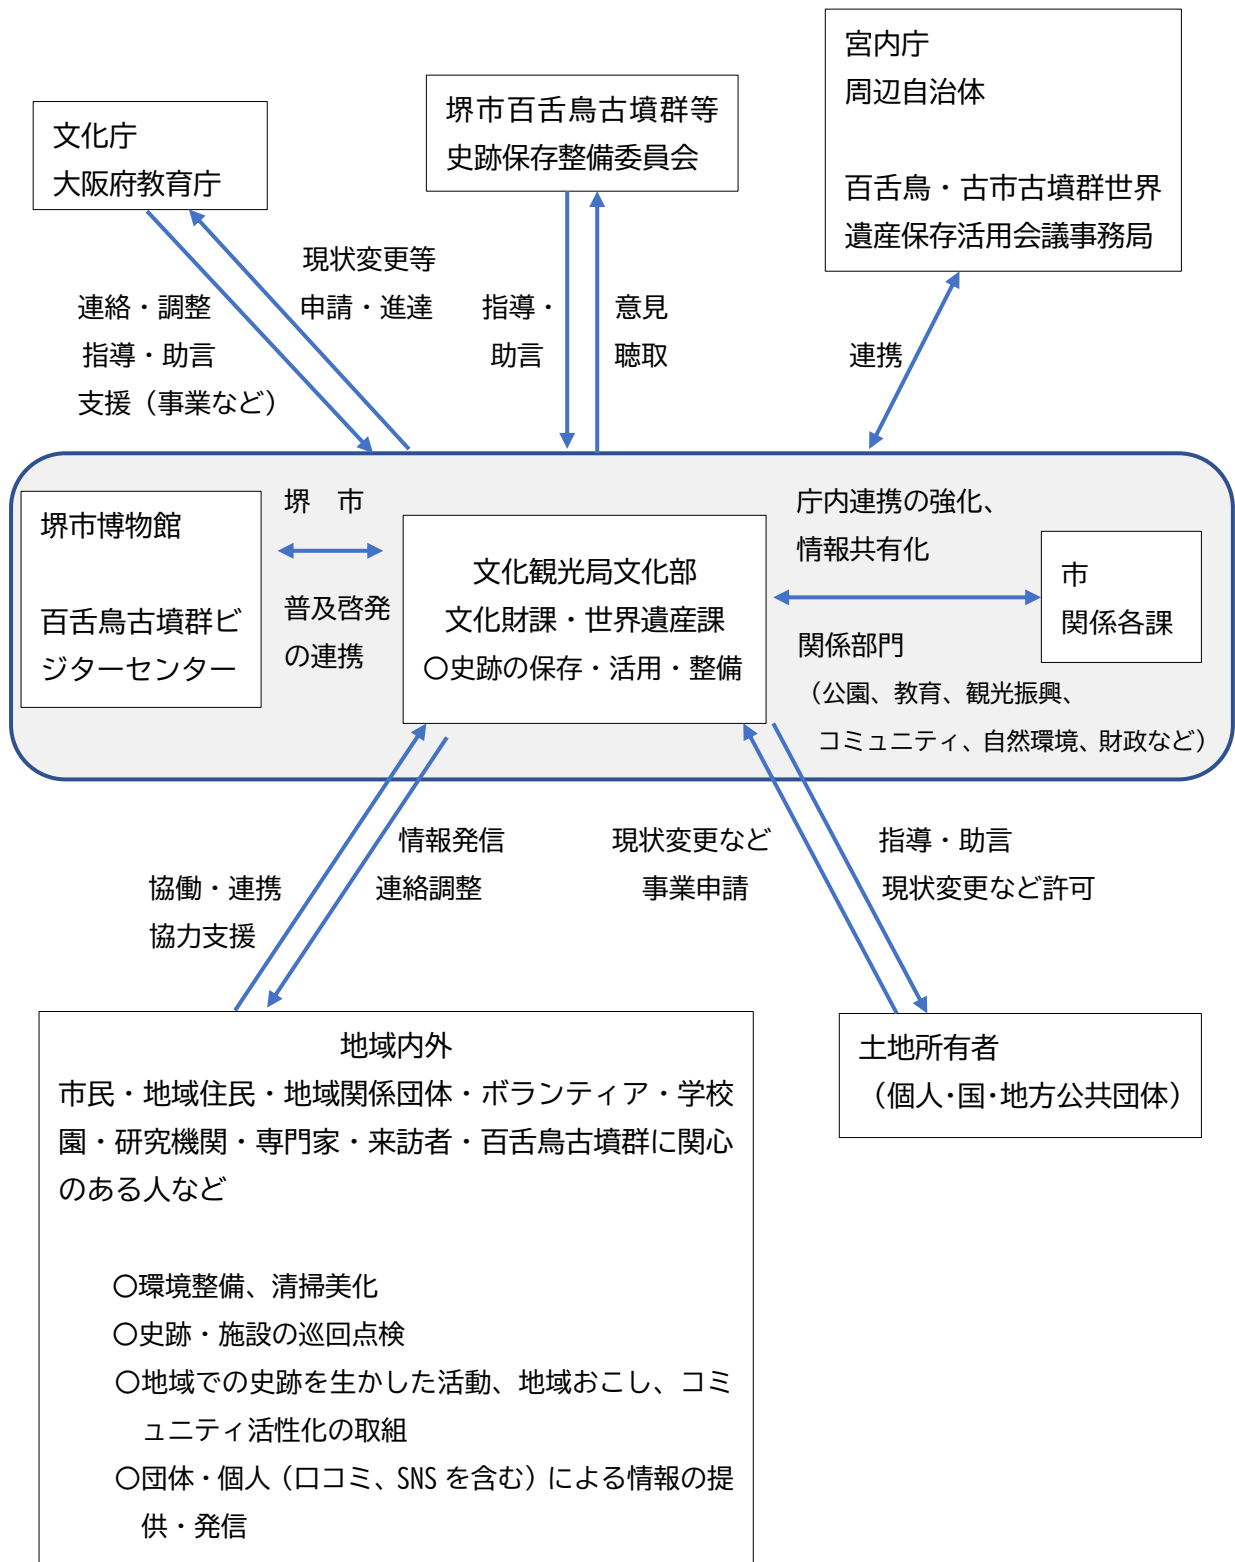 文化庁
大阪府教育庁
堺市百舌鳥古墳群等
史跡保存整備委員会
宮内庁
周辺自治体
百舌鳥・古市古墳群世界
遺産保存活用会議事務局
連絡・調整
指導・助言
支援（事業など）
現状変更等
申請・進達
指導・
助言
意見
聴取
連携
堺市博物館
百舌鳥古墳群ビ
ジターセンター
堺　市
普及啓発
の連携
文化観光局文化部
文化財課・世界遺産課
〇史跡の保存・活用・整備
庁内連携の強化、
情報共有化
関係部門
（公園、教育、観光振興、
コミュニティ、自然環境、財政など）
市
関係各課
協働・連携
協力支援
情報発信
連絡調整
現状変更など
事業申請
指導・助言
現状変更など許可
地域内外
市民・地域住民・地域関係団体・ボランティア・学校
園・研究機関・専門家・来訪者・百舌鳥古墳群に関心
のある人など
〇環境整備、清掃美化
〇史跡・施設の巡回点検
〇地域での史跡を生かした活動、地域おこし、コミ
ュニティ活性化の取組
〇団体・個人（口コミ、SNS を含む）による情報の提
供・発信
土地所有者
（個人・国・地方公共団体）